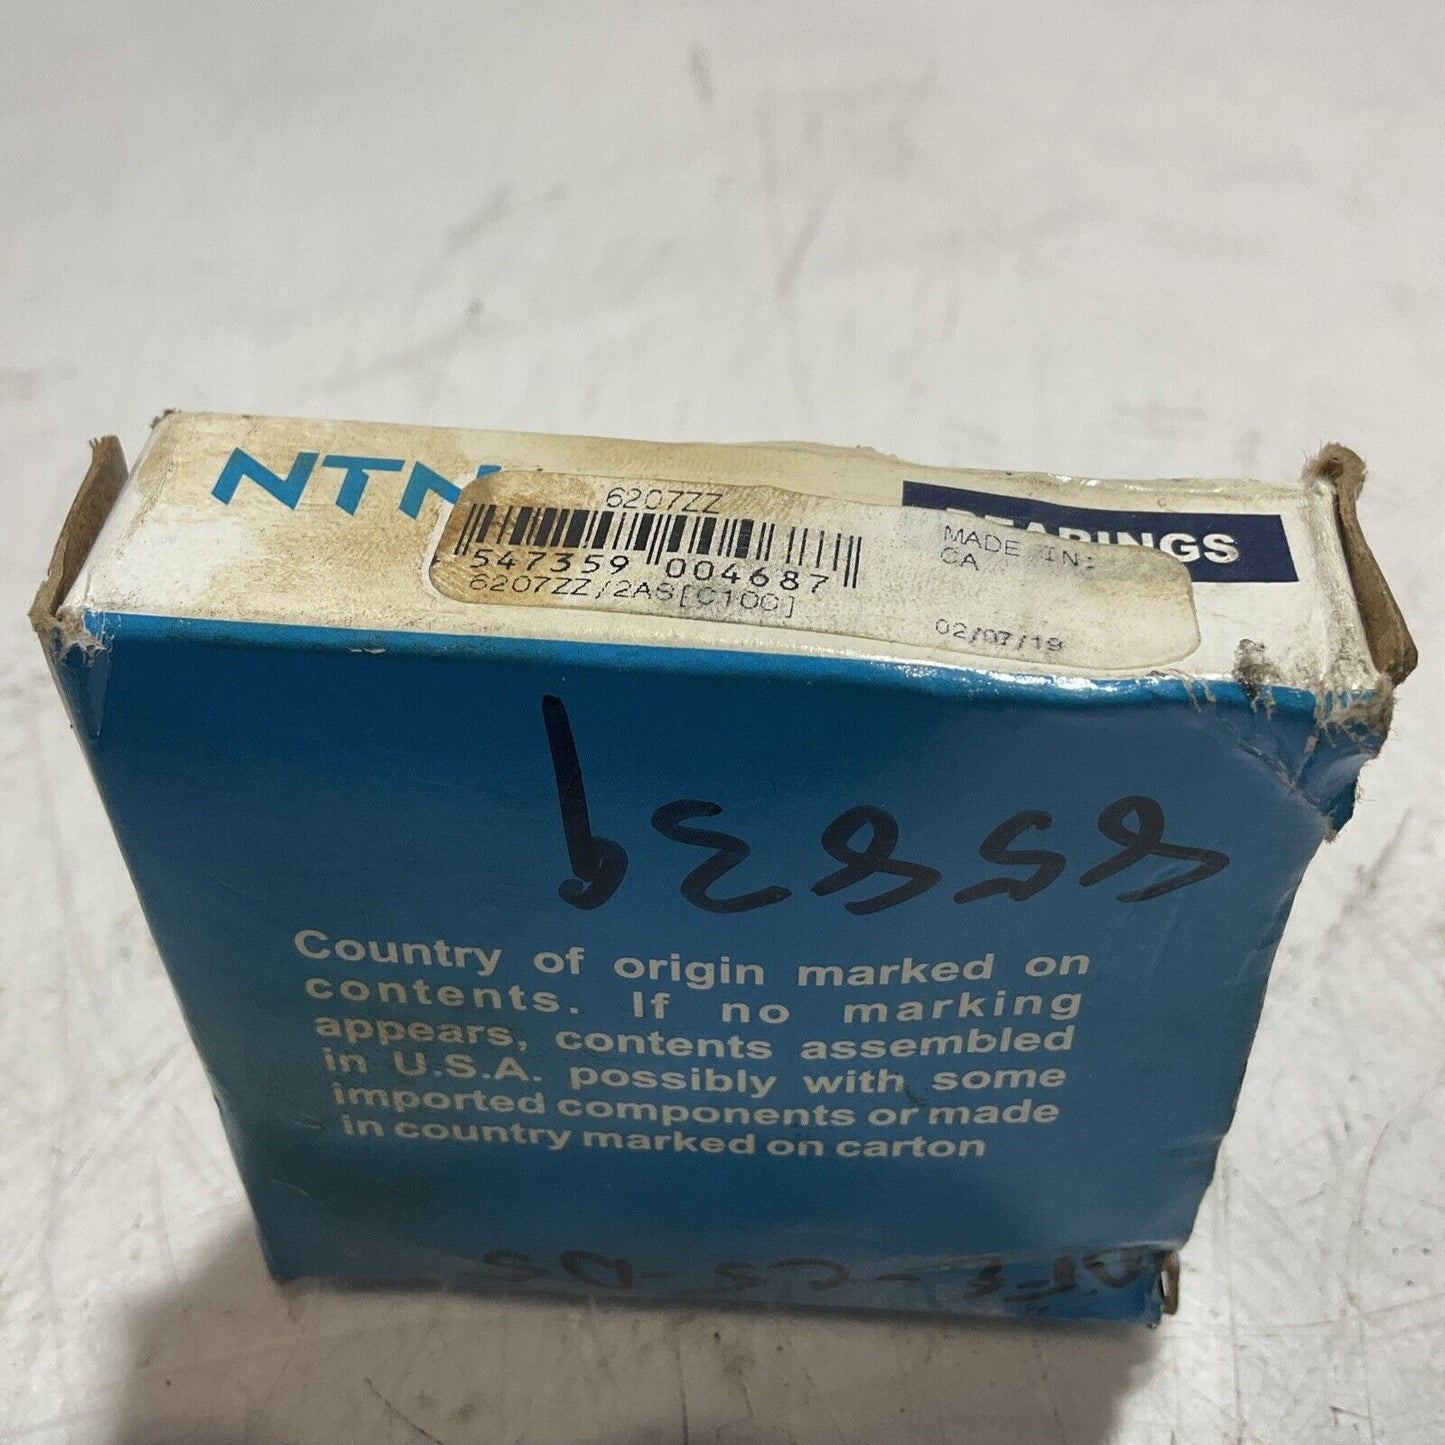 NTN
BEARINGS
6207ZZ
MADE IN:
CA
547359 004687
6207ZZ/2AS[C100]
02/07/19
Country of origin marked on
contents. If no marking
appears, contents assembled
in U.S.A. possibly with some
imported components or made
in country marked on carton